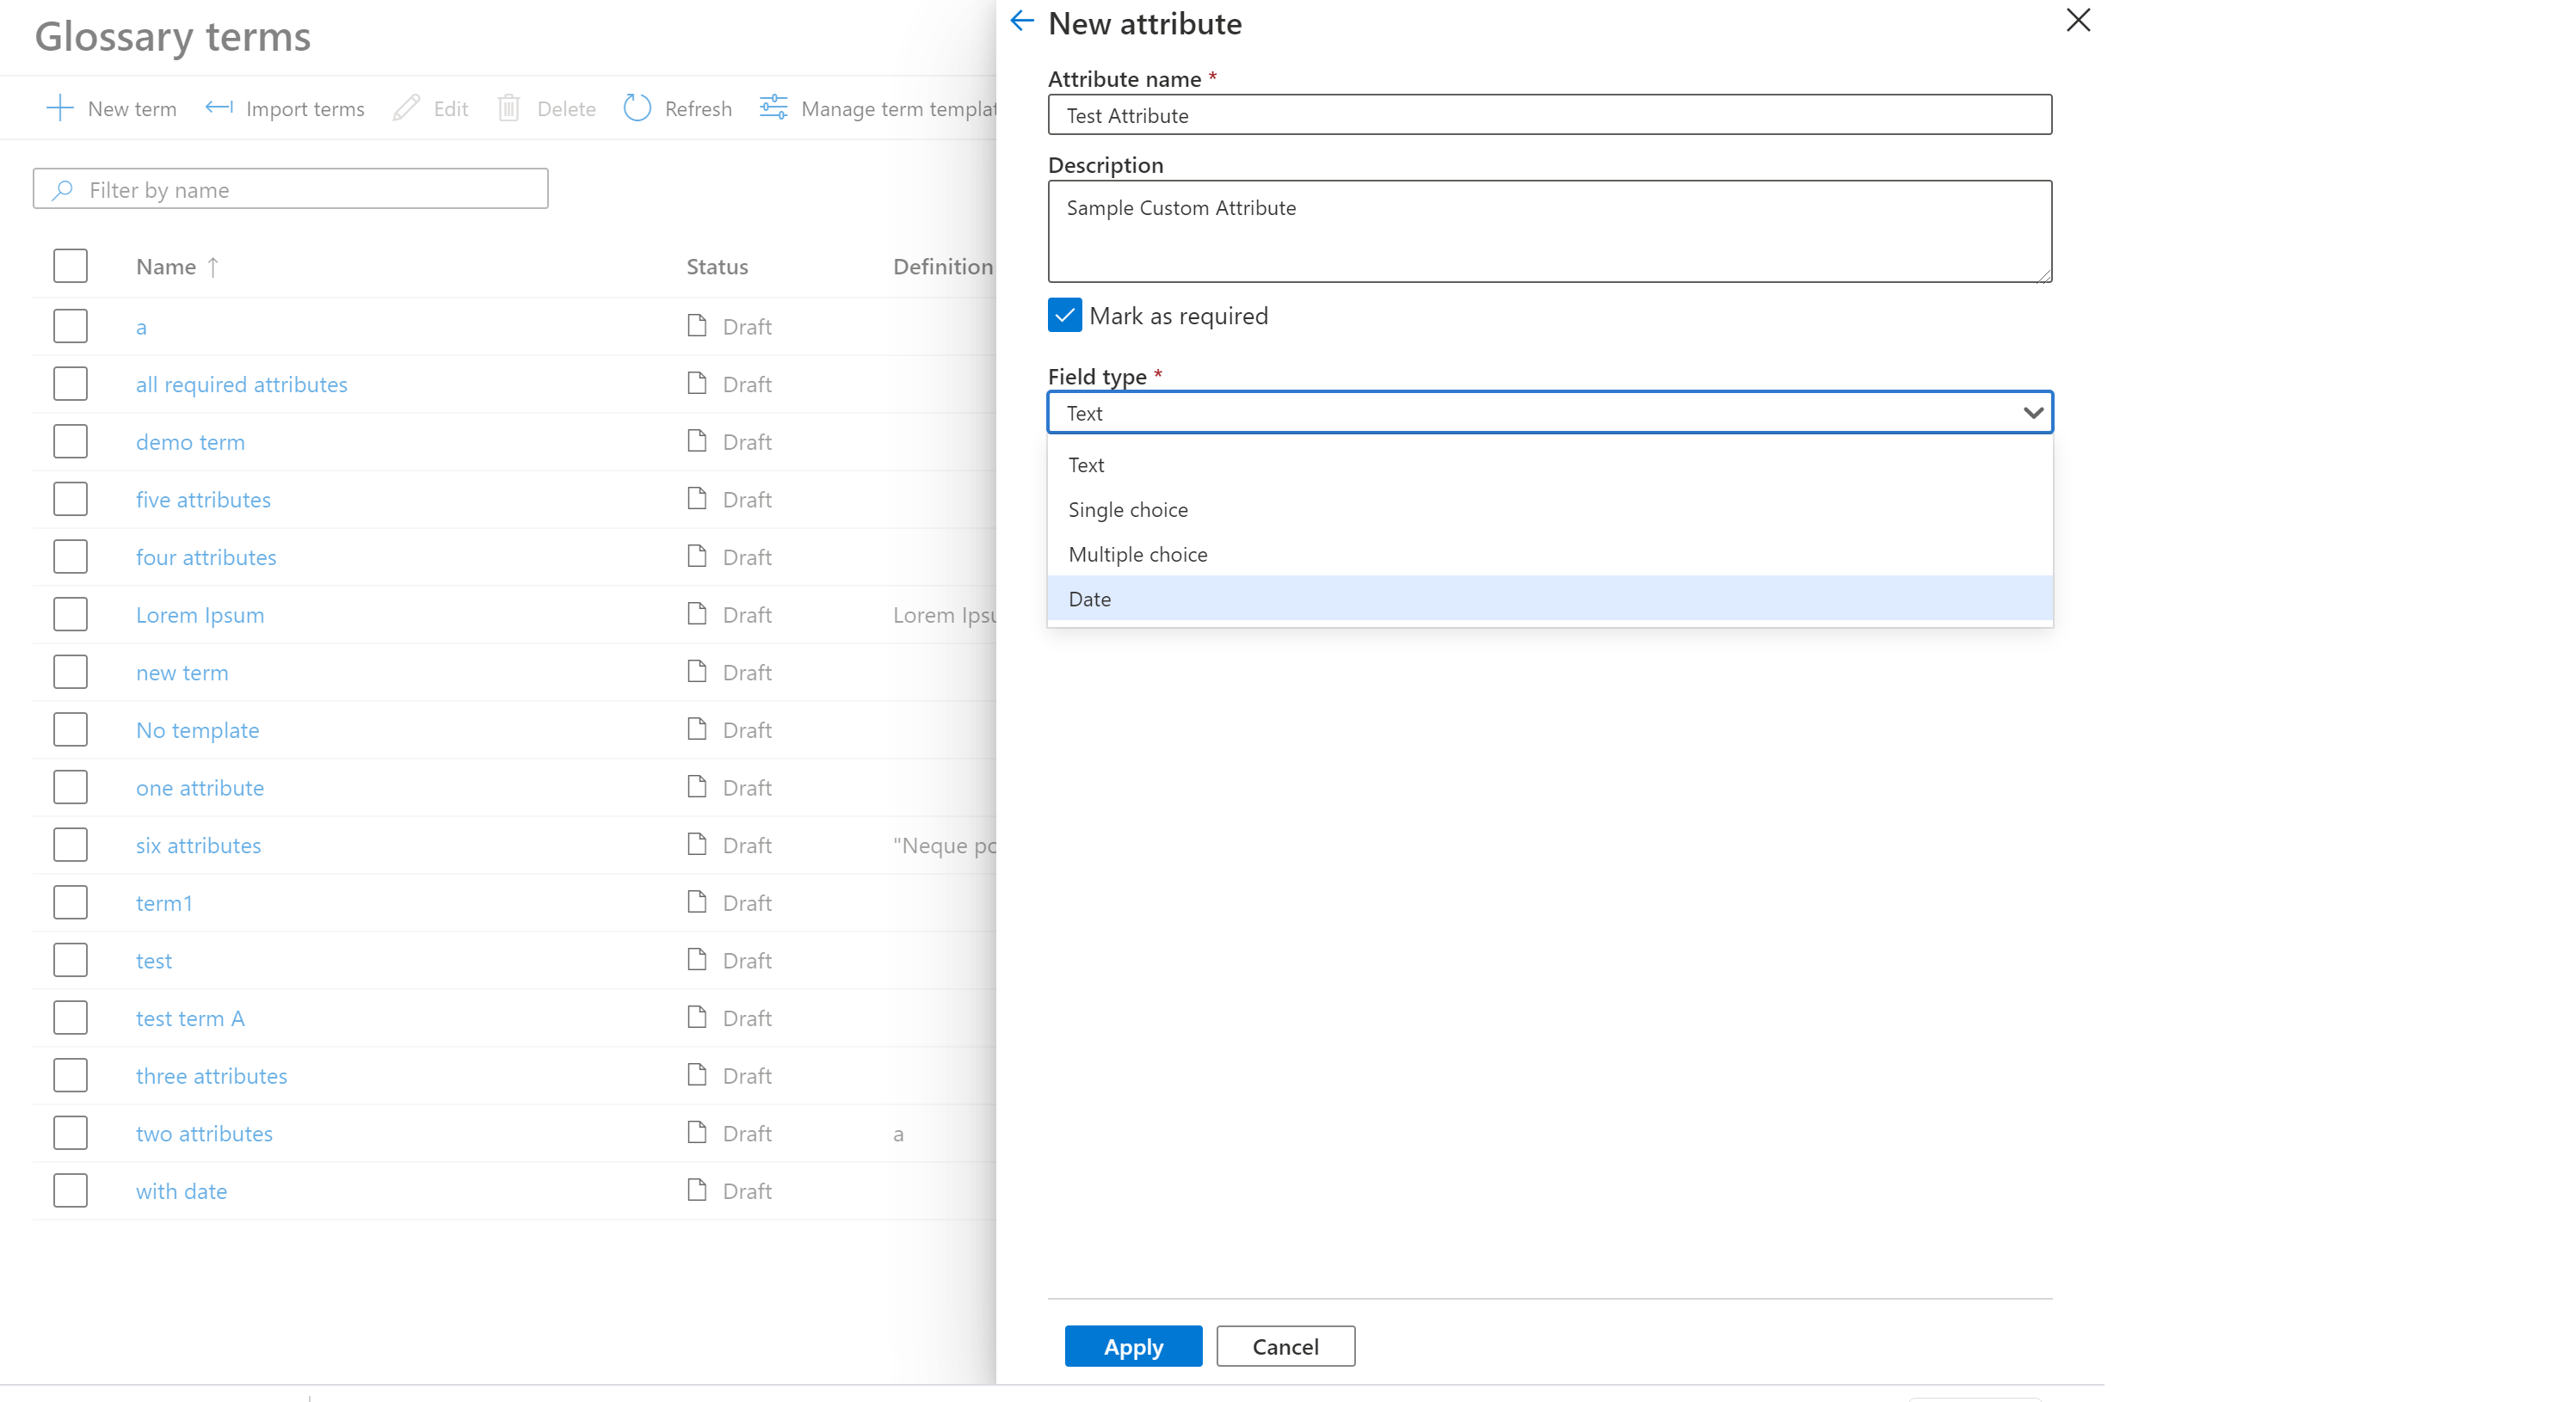 Glossary terms
New term Import terms Edit Delete Refresh Manage term templat
Filter by name
Name ↑ Status Definition
a Draft
all required attributes Draft
demo term Draft
five attributes Draft
four attributes Draft
Lorem Ipsum Draft Lorem Ipsu
new term Draft
No template Draft
one attribute Draft
six attributes Draft "Neque po
term1 Draft
test Draft
test term A Draft
three attributes Draft
two attributes Draft a
with date Draft
New attribute
Attribute name *
Test Attribute
Description
Sample Custom Attribute
Mark as required
Field type *
Text
Text
Single choice
Multiple choice
Date
Apply Cancel